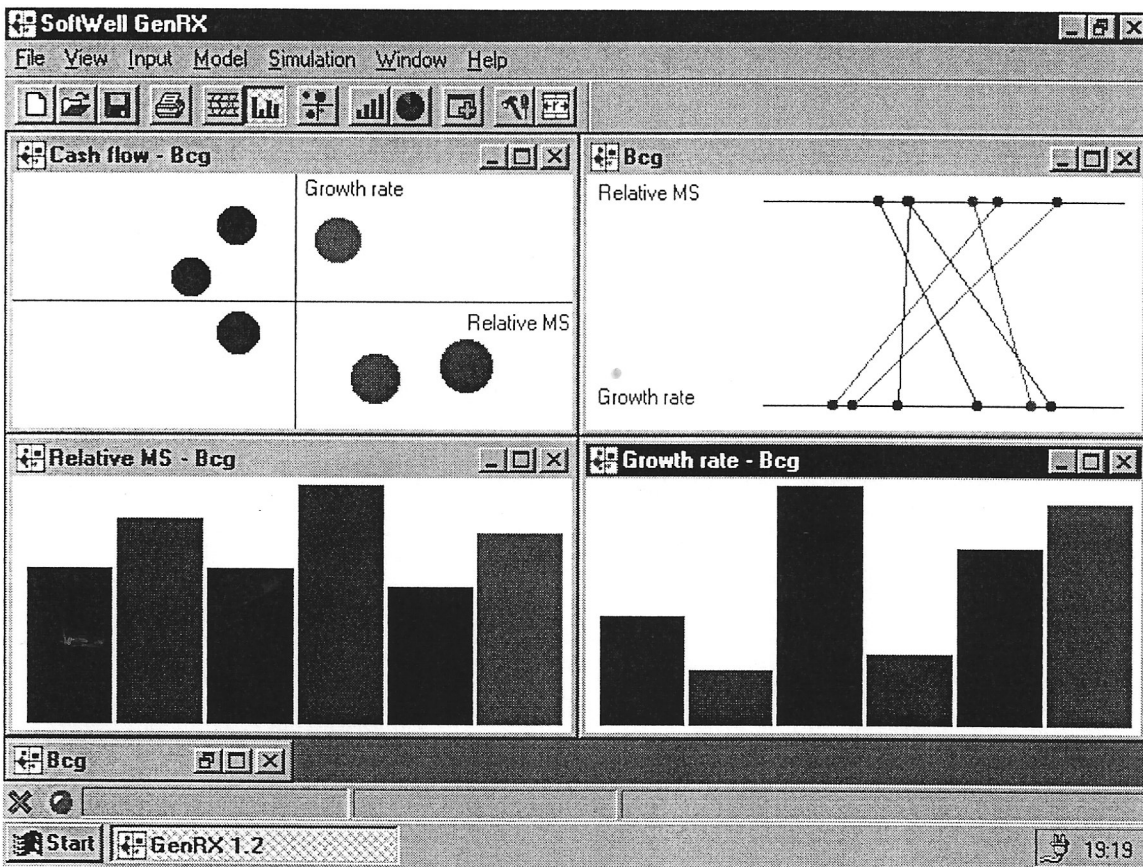 SoftWell GenRX
File View Input Model Simulation Window Help
Cash flow - Bcg
Growth rate
Relative MS
Bcg
Relative MS
Growth rate
Relative MS - Bcg
Growth rate - Bcg
Bcg
Start GenRX 1.2 19:19